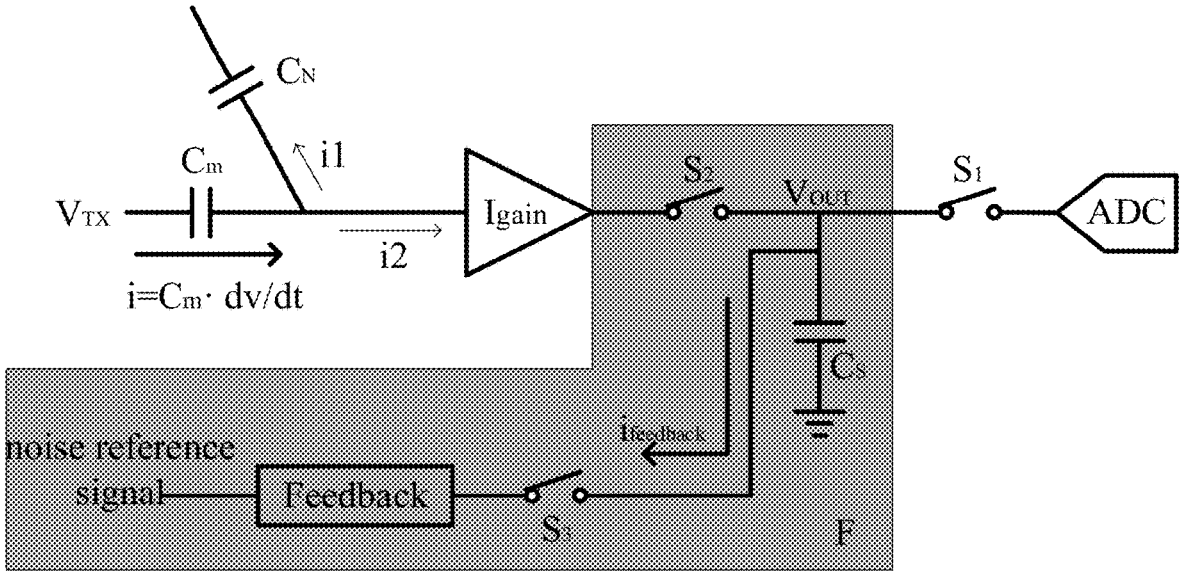 CN
Cm
i1
VTX
i2
i=Cm· dv/dt
Igain
S2
VOUT
S1
ADC
CS
ifeedback
noise reference
signal
Feedback
S3
F